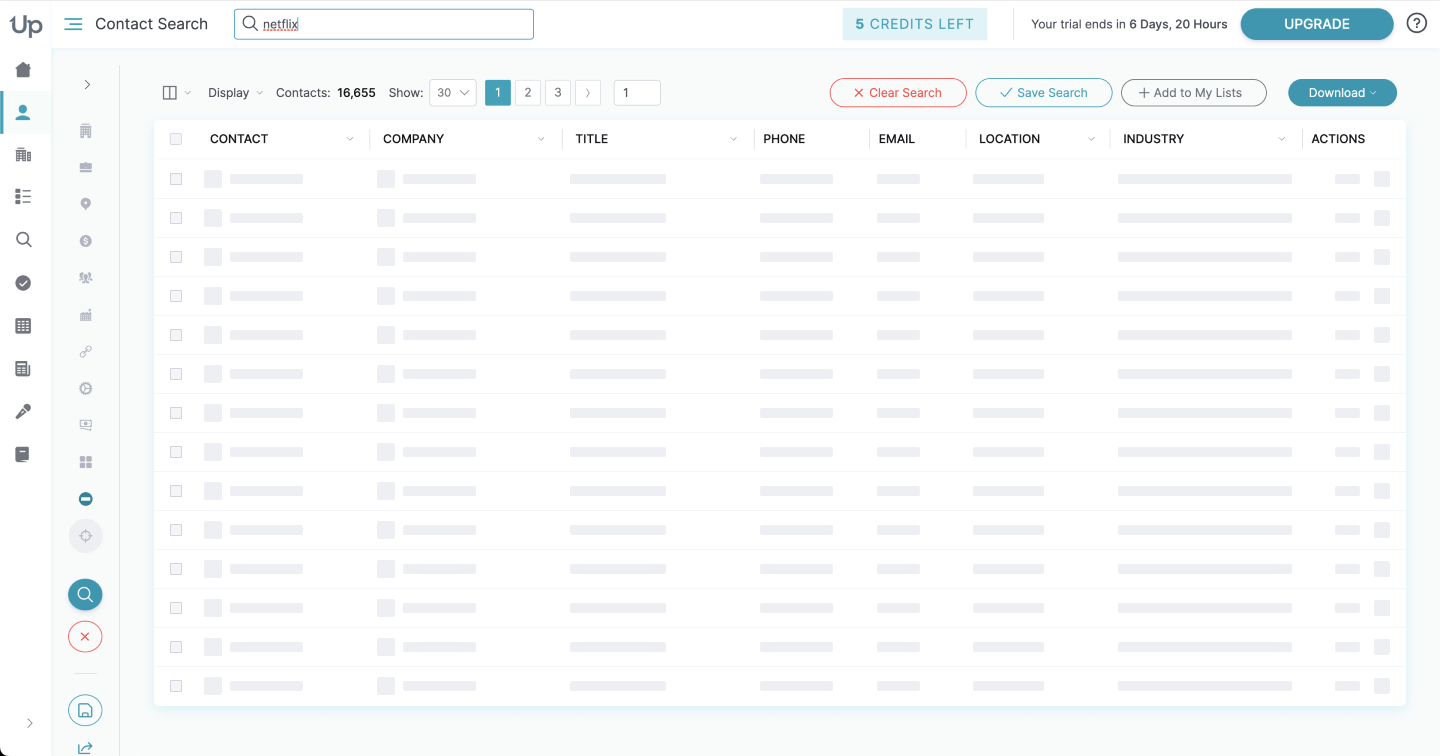 Up Contact Search netflix 5 CREDITS LEFT Your trial ends in 6 Days, 20 Hours UPGRADE ?
Display Contacts: 16,655 Show: 30 1 2 3 1 Clear Search Save Search Add to My Lists Download
CONTACT COMPANY TITLE PHONE EMAIL LOCATION INDUSTRY ACTIONS